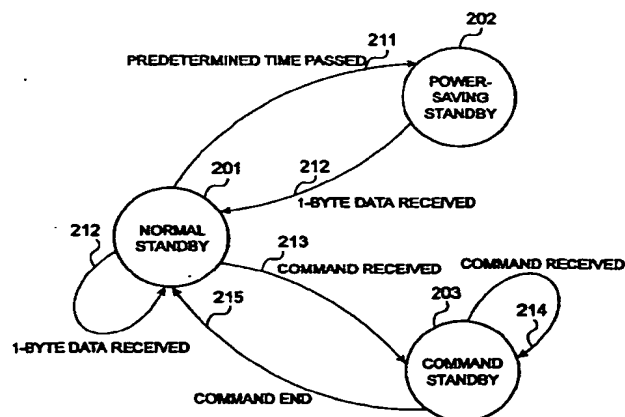 202
211
PREDETERMINED TIME PASSED
POWER-
SAVING
STANDBY
201
212
1-BYTE DATA RECEIVED
NORMAL
STANDBY
212
213
COMMAND RECEIVED
COMMAND RECEIVED
215
203
214
1-BYTE DATA RECEIVED
COMMAND
STANDBY
COMMAND END